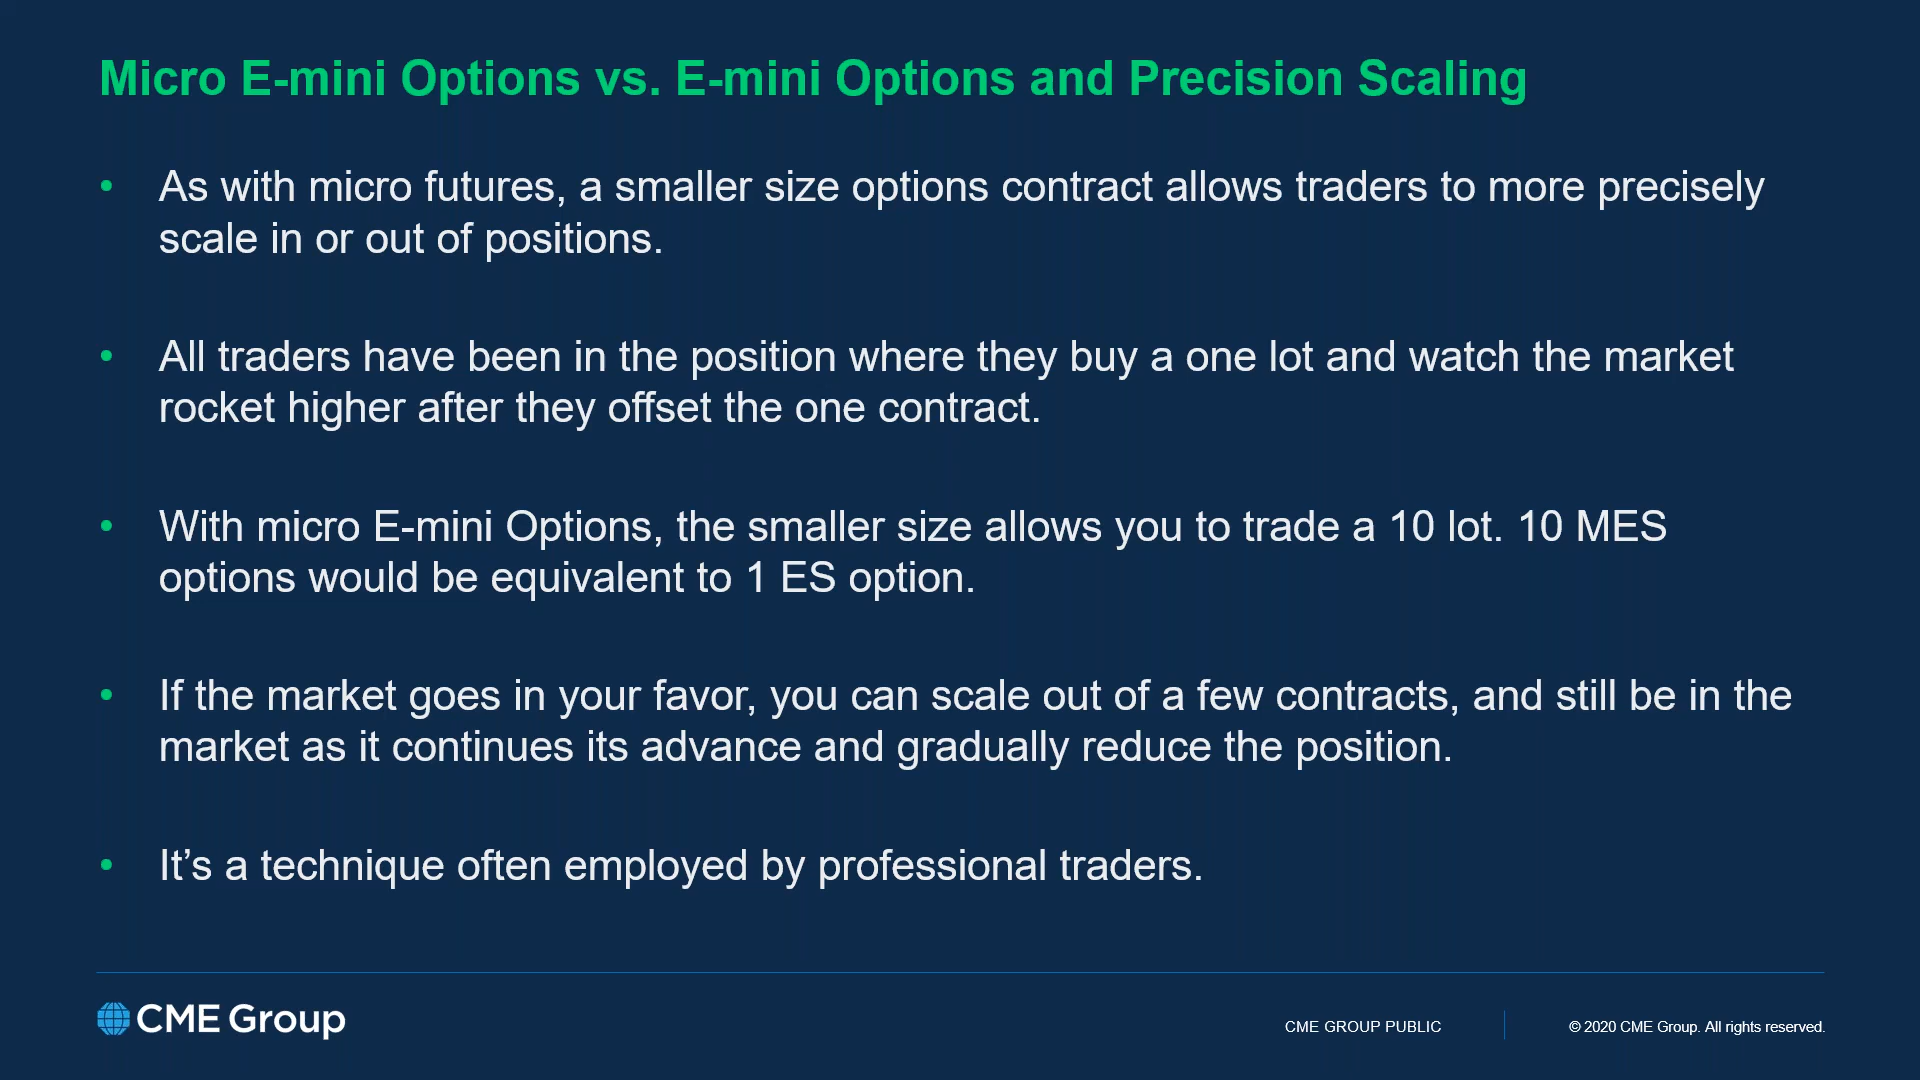 Micro E-mini Options vs. E-mini Options and Precision Scaling
• As with micro futures, a smaller size options contract allows traders to more precisely
scale in or out of positions.
• All traders have been in the position where they buy a one lot and watch the market
rocket higher after they offset the one contract.
• With micro E-mini Options, the smaller size allows you to trade a 10 lot. 10 MES
options would be equivalent to 1 ES option.
• If the market goes in your favor, you can scale out of a few contracts, and still be in the
market as it continues its advance and gradually reduce the position.
• It’s a technique often employed by professional traders.
CME Group
CME GROUP PUBLIC
© 2020 CME Group. All rights reserved.